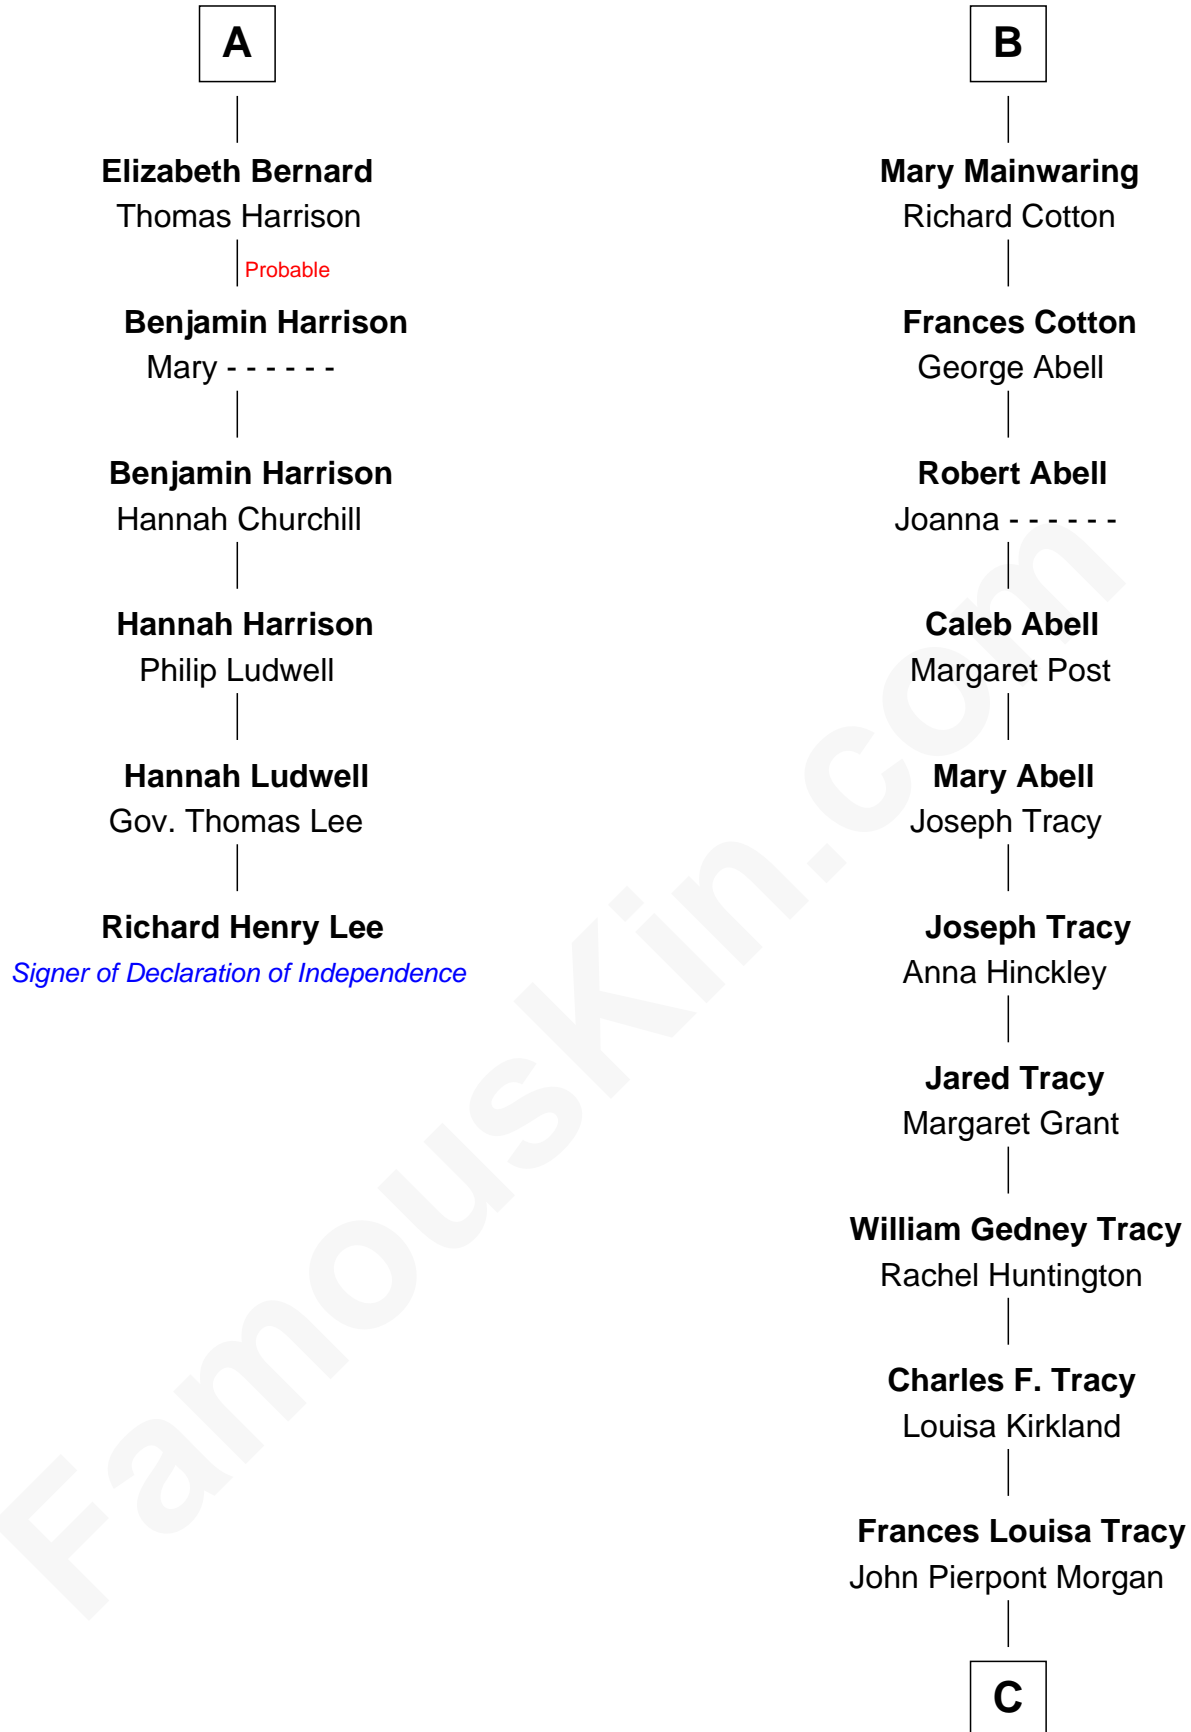 A
Elizabeth Bernard
Thomas Harrison
Probable
Benjamin Harrison
Mary - - - - - -
Benjamin Harrison
Hannah Churchill
Hannah Harrison
Philip Ludwell
Hannah Ludwell
Gov. Thomas Lee
Richard Henry Lee
Signer of Declaration of Independence
B
Mary Mainwaring
Richard Cotton
Frances Cotton
George Abell
Robert Abell
Joanna - - - - - -
Caleb Abell
Margaret Post
Mary Abell
Joseph Tracy
Joseph Tracy
Anna Hinckley
Jared Tracy
Margaret Grant
William Gedney Tracy
Rachel Huntington
Charles F. Tracy
Louisa Kirkland
Frances Louisa Tracy
John Pierpont Morgan
C
FamousKin.com